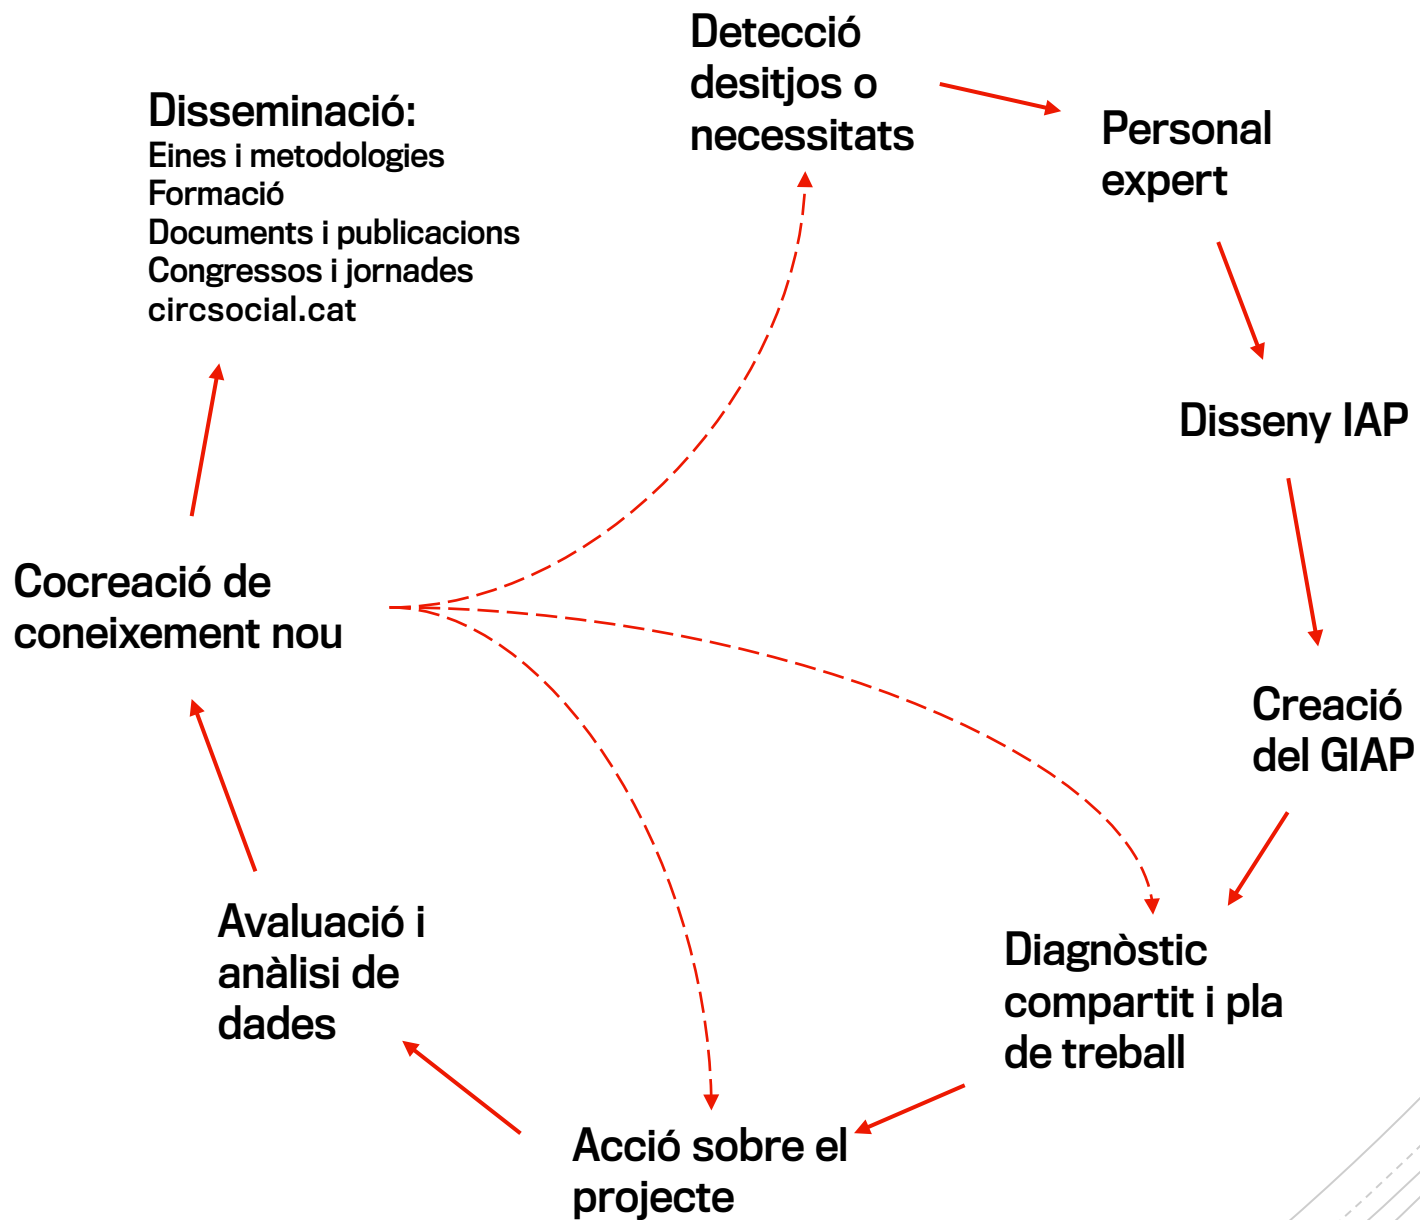 Detecció
desitjos o
necessitats
Personal
expert
Disseny IAP
Creació
del GIAP
Diagnòstic
compartit i pla
de treball
Acció sobre el
projecte
Avaluació i
anàlisi de
dades
Cocreació de
coneixement nou
Disseminació:
Eines i metodologies
Formació
Documents i publicacions
Congressos i jornades
circsocial.cat